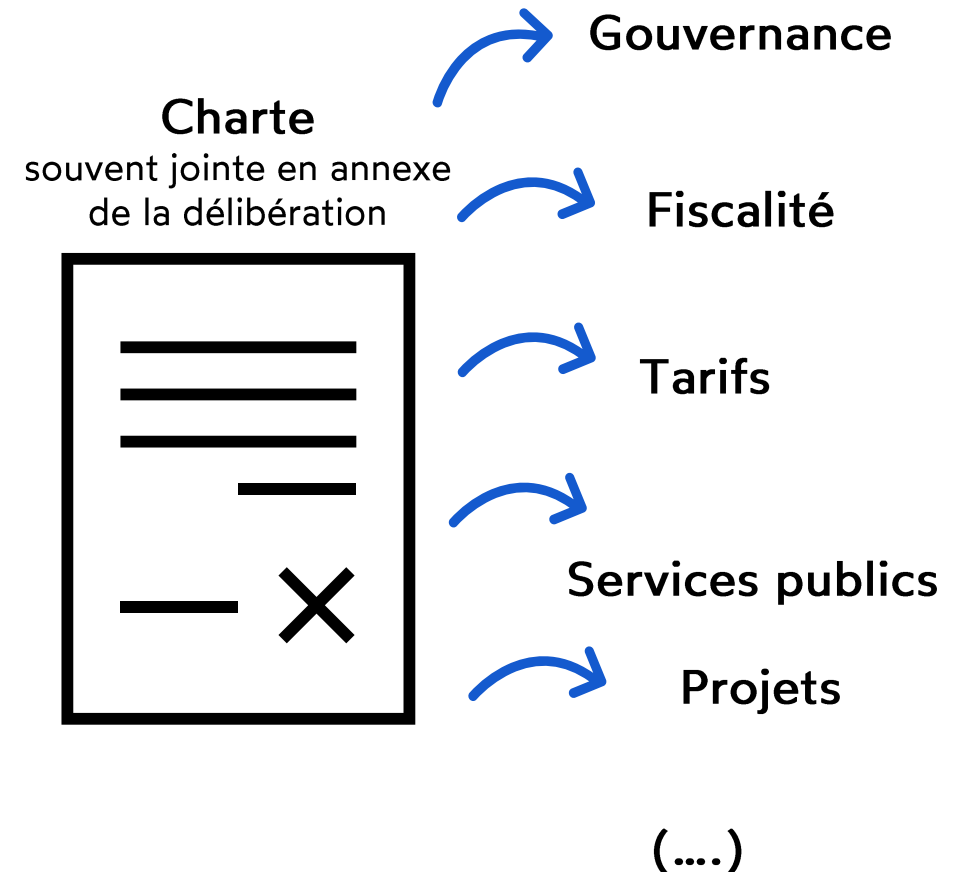 Gouvernance
Charte
souvent jointe en annexe
de la délibération
Fiscalité
Tarifs
Services publics
Projets
(....)